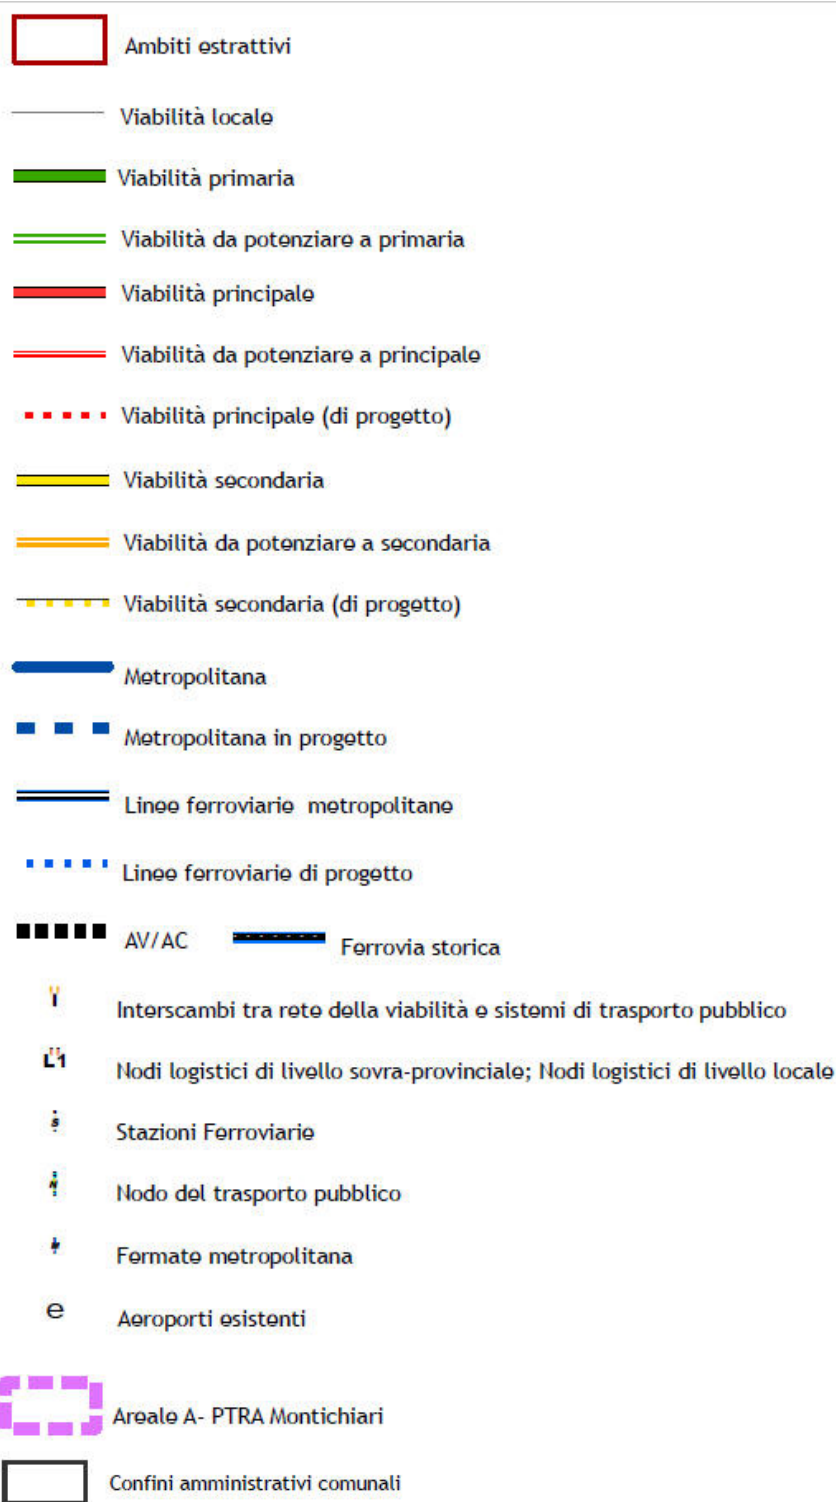 Ambiti estrattivi
Viabilità locale
Viabilità primaria
Viabilità da potenziare a primaria
Viabilità principale
Viabilità da potenziare a principale
Viabilità principale (di progetto)
Viabilità secondaria
Viabilità da potenziare a secondaria
Viabilità secondaria (di progetto)
Metropolitana
Metropolitana in progetto
Linee ferroviarie metropolitane
Linee ferroviarie di progetto
AV/AC Ferrovia storica
I Interscambi tra rete della viabilità e sistemi di trasporto pubblico
L1 Nodi logistici di livello sovra-provinciale; Nodi logistici di livello locale
S Stazioni Ferroviarie
N Nodo del trasporto pubblico
Fermate metropolitana
e Aeroporti esistenti
Areale A- PTRA Montichiari
Confini amministrativi comunali